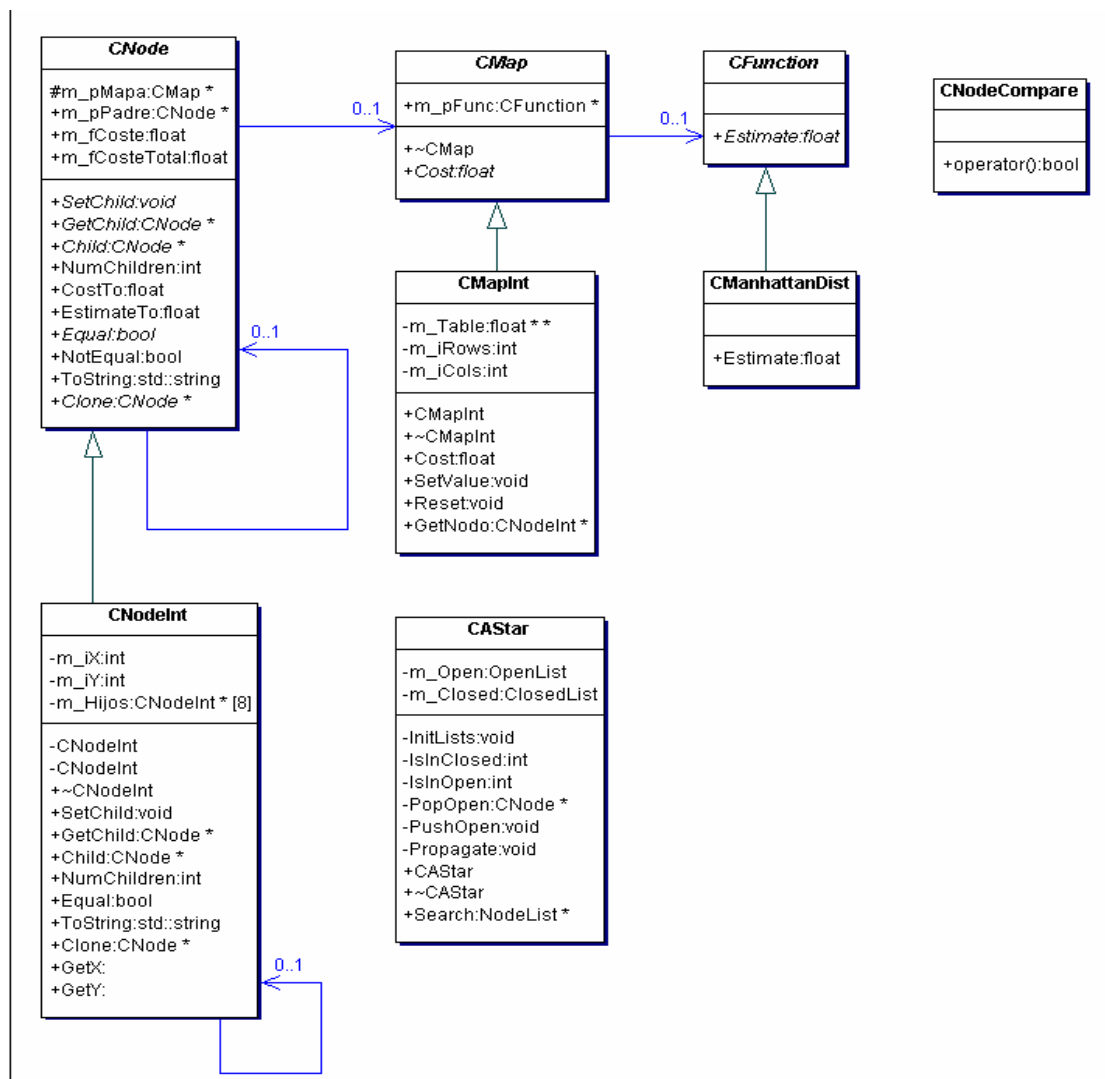 CNode
#m_pMapa:CMap *
+m_pPadre:CNode *
+m_fCoste:float
+m_fCosteTotal:float
+SetChild:void
+GetChild:CNode *
+Child:CNode *
+NumChildren:int
+CostTo:float
+EstimateTo:float
+Equal:bool
+NotEqual:bool
+ToString:std::string
+Clone:CNode *
0..1
0..1
CMap
+m_pFunc:CFunction *
+~CMap
+Cost:float
0..1
CFunction
+Estimate:float
CNodeCompare
+operator():bool
CMapInt
-m_Table:float * *
-m_iRows:int
-m_iCols:int
+CMapInt
+~CMapInt
+Cost:float
+SetValue:void
+Reset:void
+GetNodo:CNodeInt *
CManhattanDist
+Estimate:float
CNodeInt
-m_iX:int
-m_iY:int
-m_Hijos:CNodeInt * [8]
-CNodeInt
-CNodeInt
+~CNodeInt
+SetChild:void
+GetChild:CNode *
+Child:CNode *
+NumChildren:int
+Equal:bool
+ToString:std::string
+Clone:CNode *
+GetX:
+GetY:
0..1
CAStar
-m_Open:OpenList
-m_Closed:ClosedList
-InitLists:void
-IsInClosed:int
-IsInOpen:int
-PopOpen:CNode *
-PushOpen:void
-Propagate:void
+CAStar
+~CAStar
+Search:NodeList *